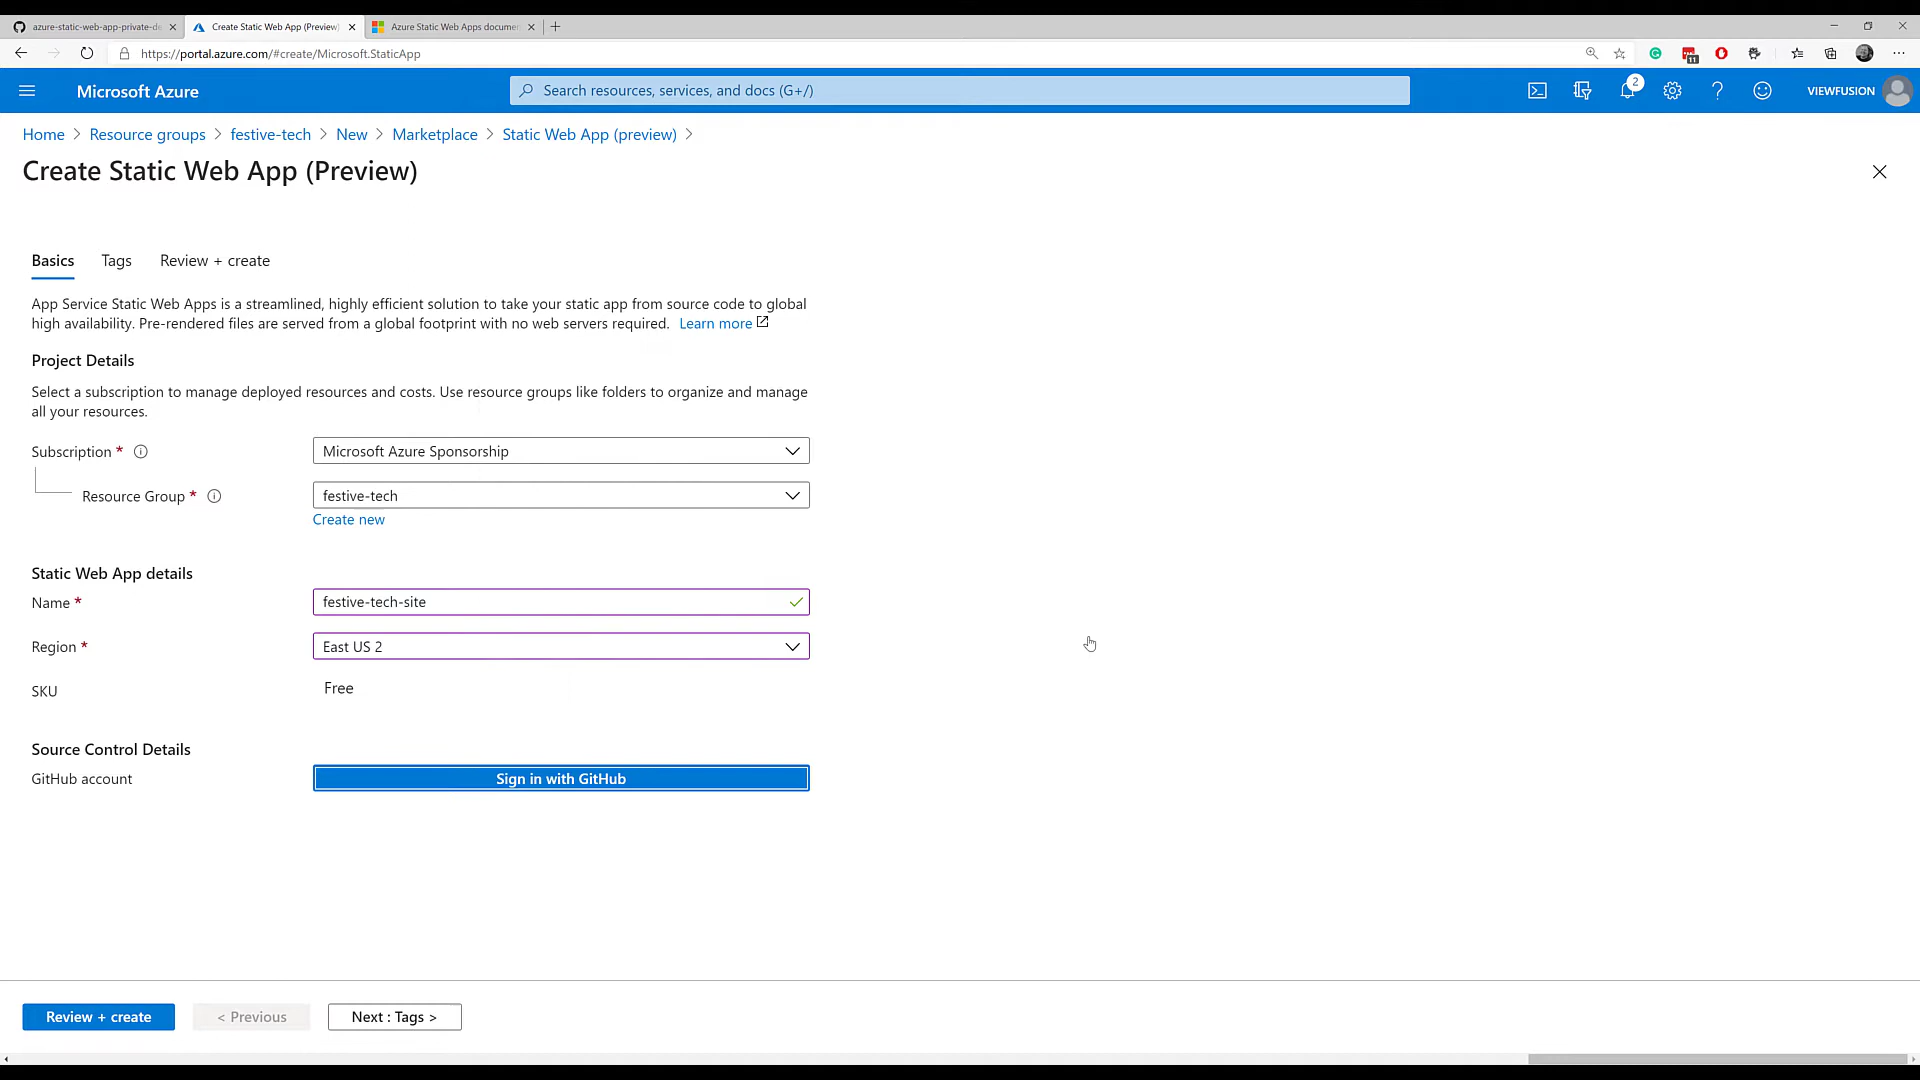 azure-static-web-app-private-de
Create Static Web App (Preview)
Azure Static Web Apps documen
https://portal.azure.com/#create/Microsoft.StaticApp
11
Microsoft Azure
Search resources, services, and docs (G+/)
2
VIEWFUSION
Home > Resource groups > festive-tech > New > Marketplace > Static Web App (preview) >
Create Static Web App (Preview)
Basics Tags Review + create
App Service Static Web Apps is a streamlined, highly efficient solution to take your static app from source code to global
high availability. Pre-rendered files are served from a global footprint with no web servers required. Learn more
Project Details
Select a subscription to manage deployed resources and costs. Use resource groups like folders to organize and manage
all your resources.
Subscription * Microsoft Azure Sponsorship
Resource Group * festive-tech
Create new
Static Web App details
Name * festive-tech-site
Region * East US 2
SKU Free
Source Control Details
GitHub account Sign in with GitHub
Review + create < Previous Next : Tags >